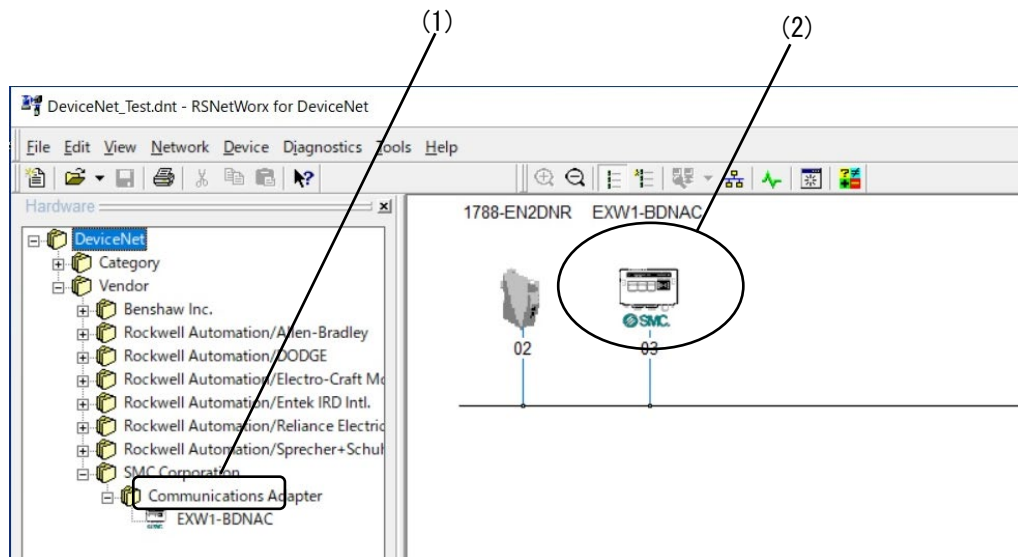 (1)
(2)
DeviceNet_Test.dnt - RSNetWorx for DeviceNet
File Edit View Network Device Diagnostics Tools Help
Hardware
DeviceNet
Category
Vendor
Benshaw Inc.
Rockwell Automation/Allen-Bradley
Rockwell Automation/DODGE
Rockwell Automation/Electro-Craft Mo
Rockwell Automation/Entek IRD Intl.
Rockwell Automation/Reliance Electric
Rockwell Automation/Sprecher+Schuh
SMC Corporation
Communications Adapter
EXW1-BDNAC
1788-EN2DNR EXW1-BDNAC
SMC.
02 03